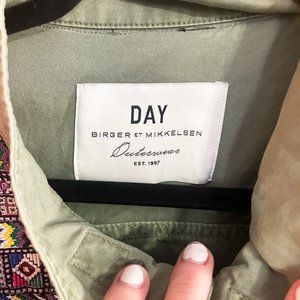 DAY
BIRGER ET MIKKELSEN
Outerwear
EST. 1997